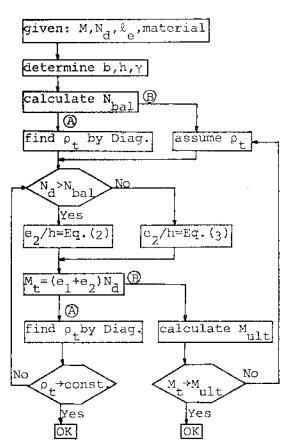 given: M,N_d,ℓ_e,material
determine b,h,γ
calculate N_bal
Ⓑ
Ⓐ
find ρ_t by Diag.
assume ρ_t
N_d>N_bal
No
Yes
e_2/h=Eq.(2)
e_2/h=Eq.(3)
M_t=(e_1+e_2)N_d
Ⓑ
Ⓐ
find ρ_t by Diag.
calculate M_ult
No
ρ_t→const.
M_t→M_ult
No
Yes
Yes
OK
OK